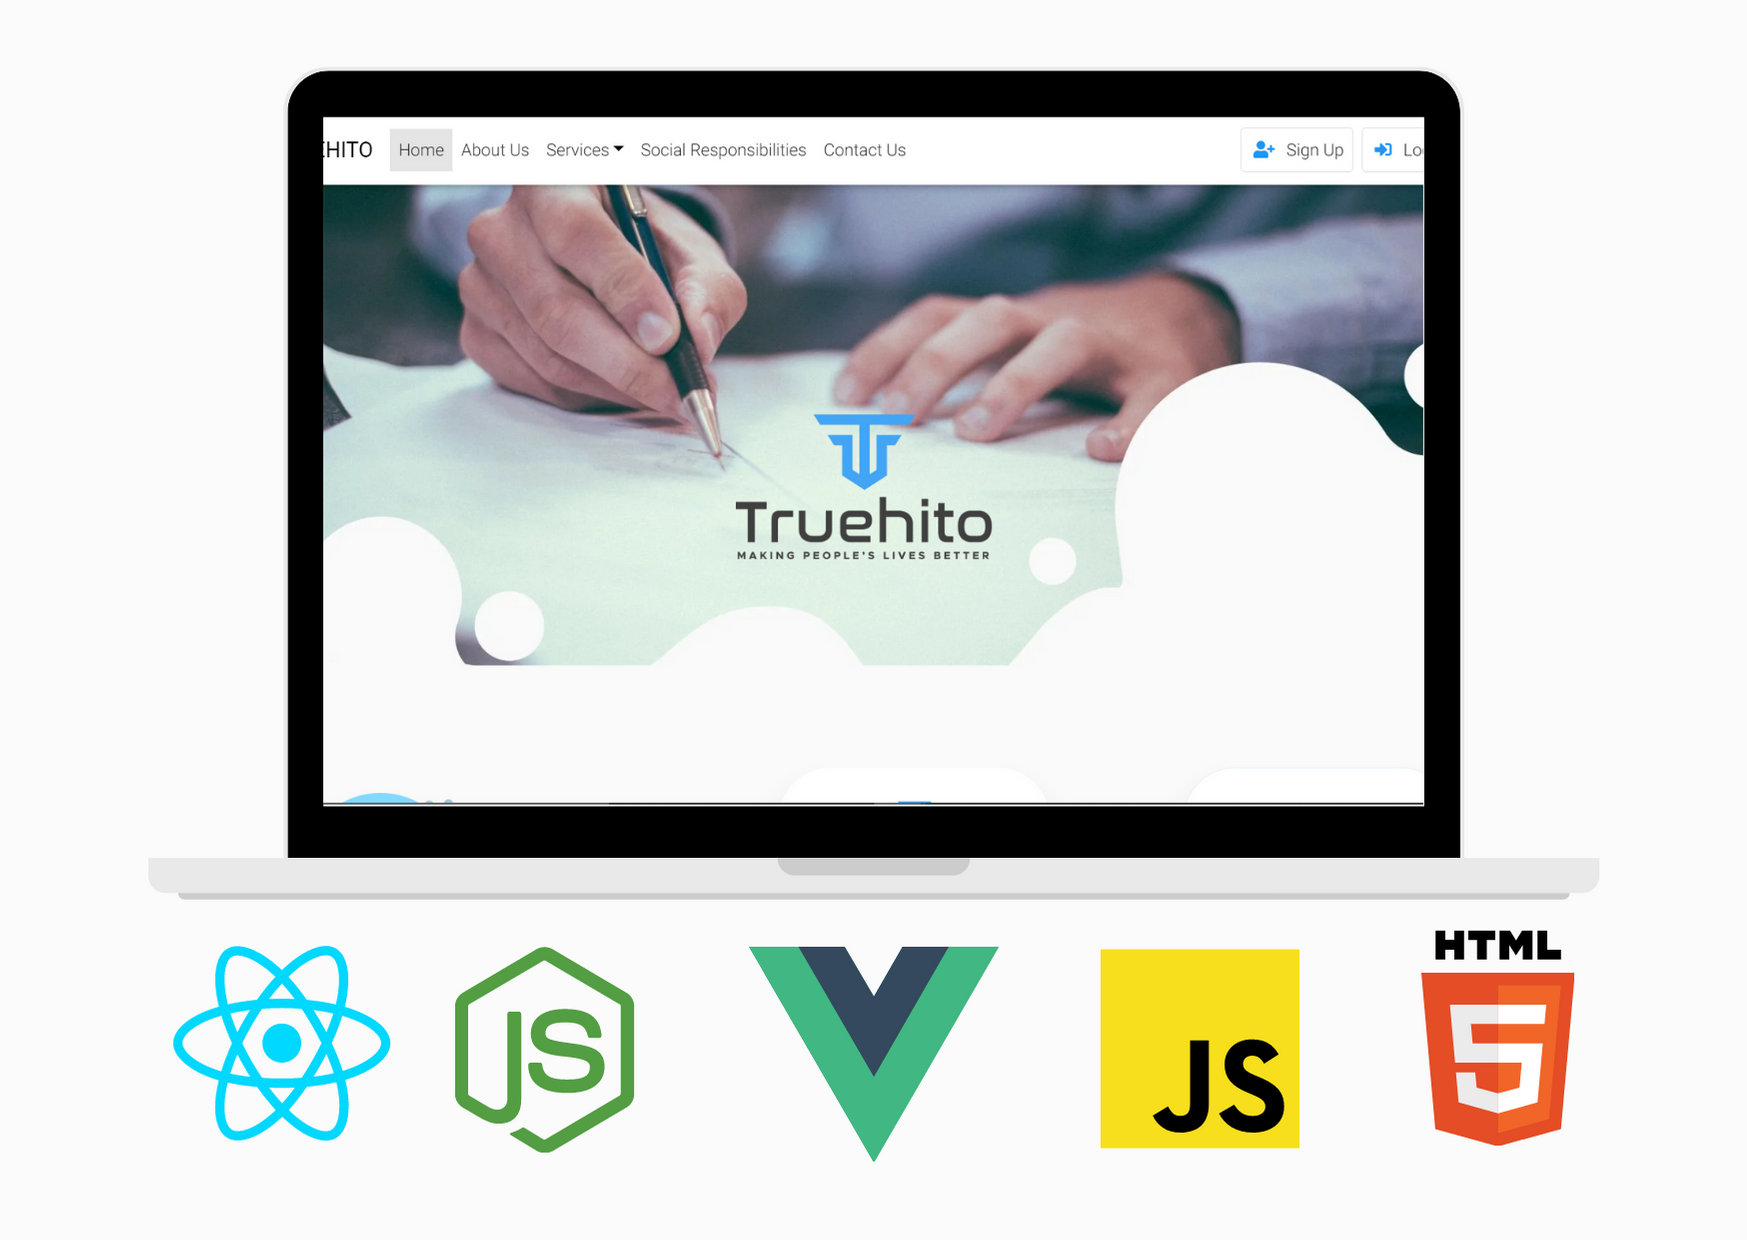 EHITO Home About Us Services Social Responsibilities Contact Us Sign Up Lo
Truehito
MAKING PEOPLE'S LIVES BETTER
HTML
JS JS 5